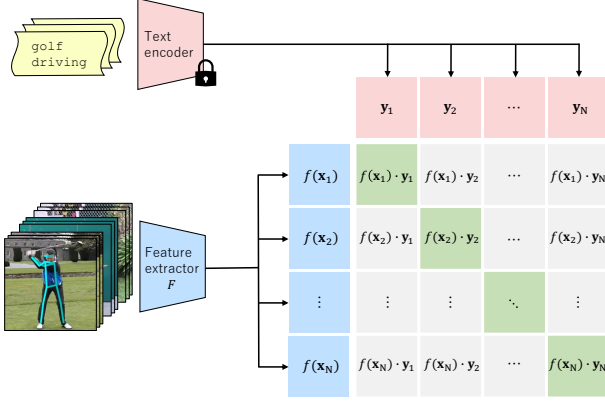 golf
driving
Text
encoder
𝐲₁ 𝐲₂ ⋯ 𝐲_N
f(𝐱₁) f(𝐱₁)·𝐲₁ f(𝐱₁)·𝐲₂ ⋯ f(𝐱₁)·𝐲_N
Feature
extractor
F
f(𝐱₂) f(𝐱₂)·𝐲₁ f(𝐱₂)·𝐲₂ ⋯ f(𝐱₂)·𝐲_N
⋮ ⋮ ⋮ ⋱ ⋮
f(𝐱_N) f(𝐱_N)·𝐲₁ f(𝐱_N)·𝐲₂ ⋯ f(𝐱_N)·𝐲_N